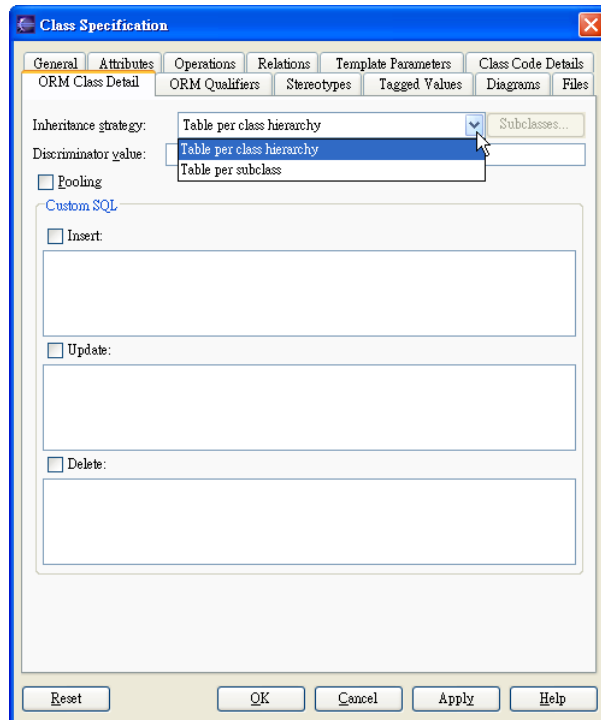 Class Specification
General Attributes Operations Relations Template Parameters Class Code Details
ORM Class Detail ORM Qualifiers Stereotypes Tagged Values Diagrams Files
Inheritance strategy: Table per class hierarchy Subclasses...
Discriminator value: Table per class hierarchy
Table per subclass
Pooling
Custom SQL
Insert:
Update:
Delete:
Reset OK Cancel Apply Help